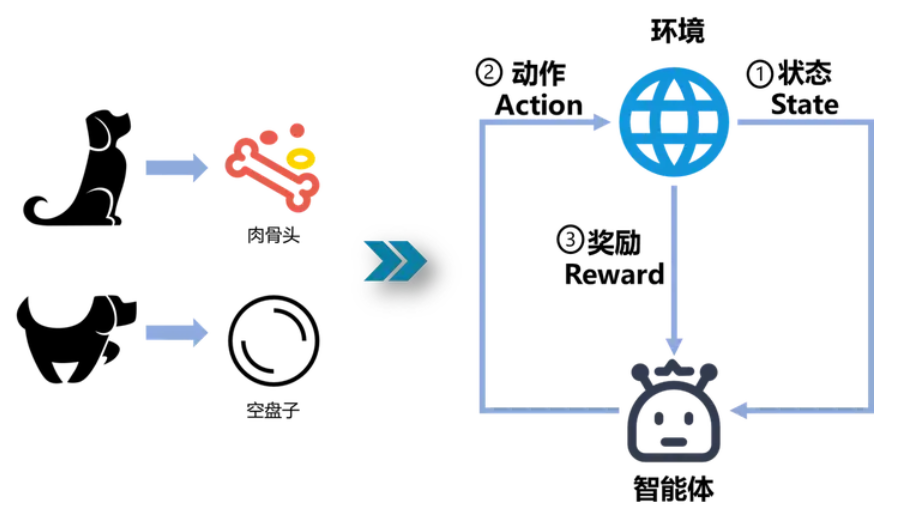 肉骨头
空盘子
环境
② 动作
Action
① 状态
State
③ 奖励
Reward
智能体